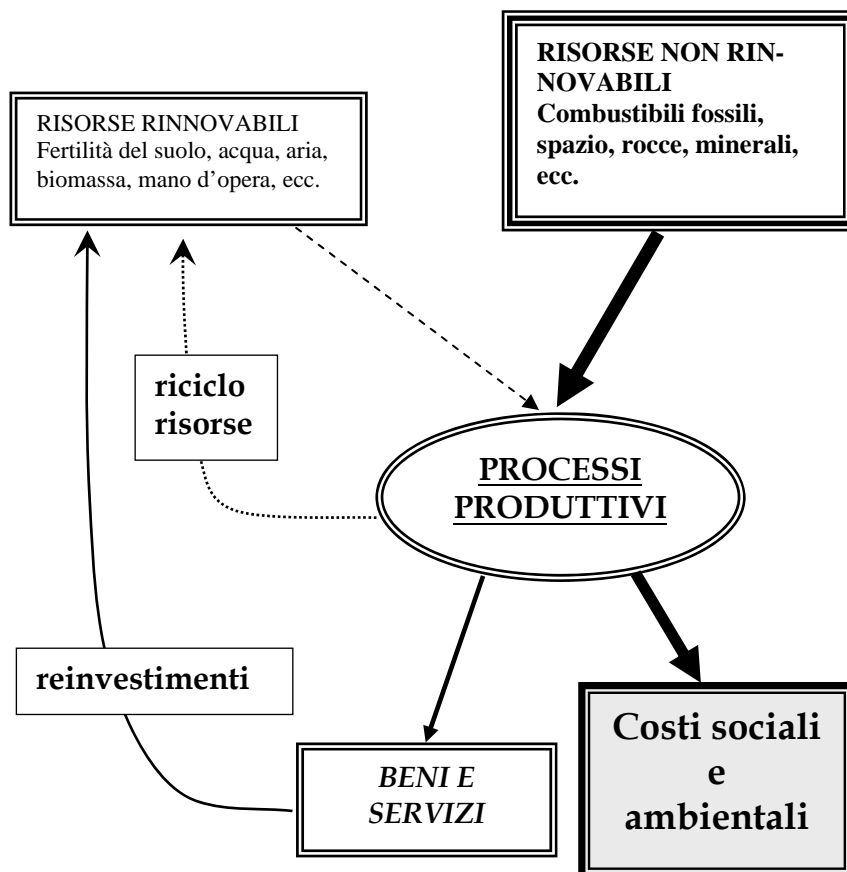 RISORSE NON RIN-
NOVABILI
Combustibili fossili,
spazio, rocce, minerali,
ecc.
RISORSE RINNOVABILI
Fertilità del suolo, acqua, aria,
biomassa, mano d’opera, ecc.
riciclo
risorse
PROCESSI
PRODUTTIVI
reinvestimenti
BENI E
SERVIZI
Costi sociali
e
ambientali